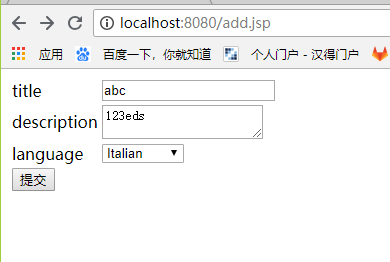 localhost:8080/add.jsp
应用 百度一下，你就知道 个人门户 - 汉得门户
title abc
description 123eds
language Italian
提交